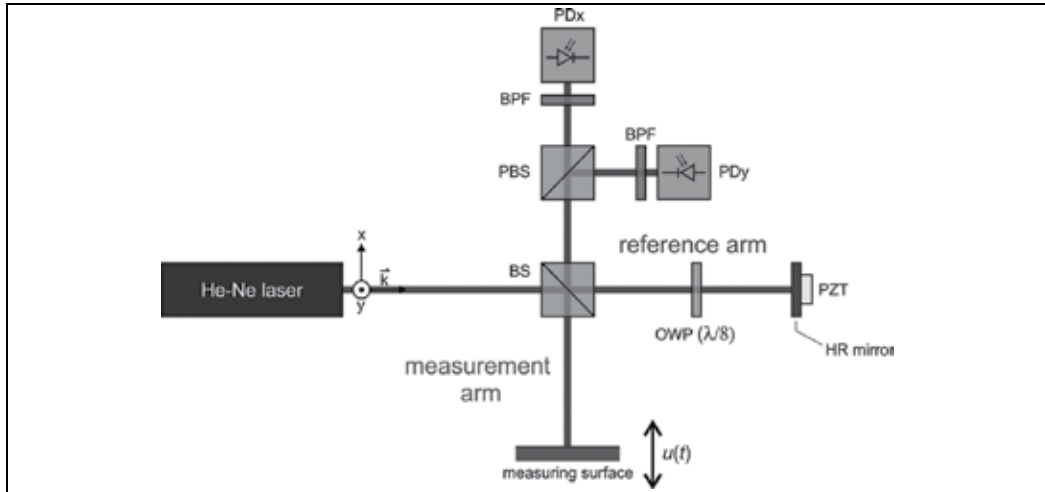 PDx
BPF
BPF
PBS
PDy
reference arm
x
BS
He-Ne laser
k⃗
PZT
y
OWP (λ/8)
HR mirror
measurement
arm
u(t)
measuring surface